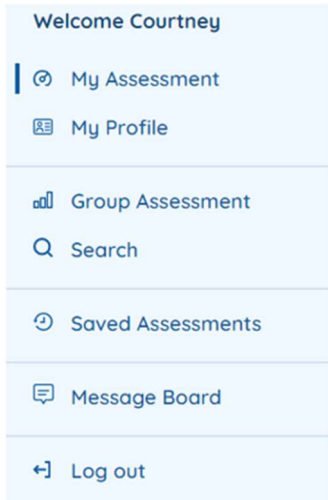 Welcome Courtney
My Assessment
My Profile
Group Assessment
Search
Saved Assessments
Message Board
Log out